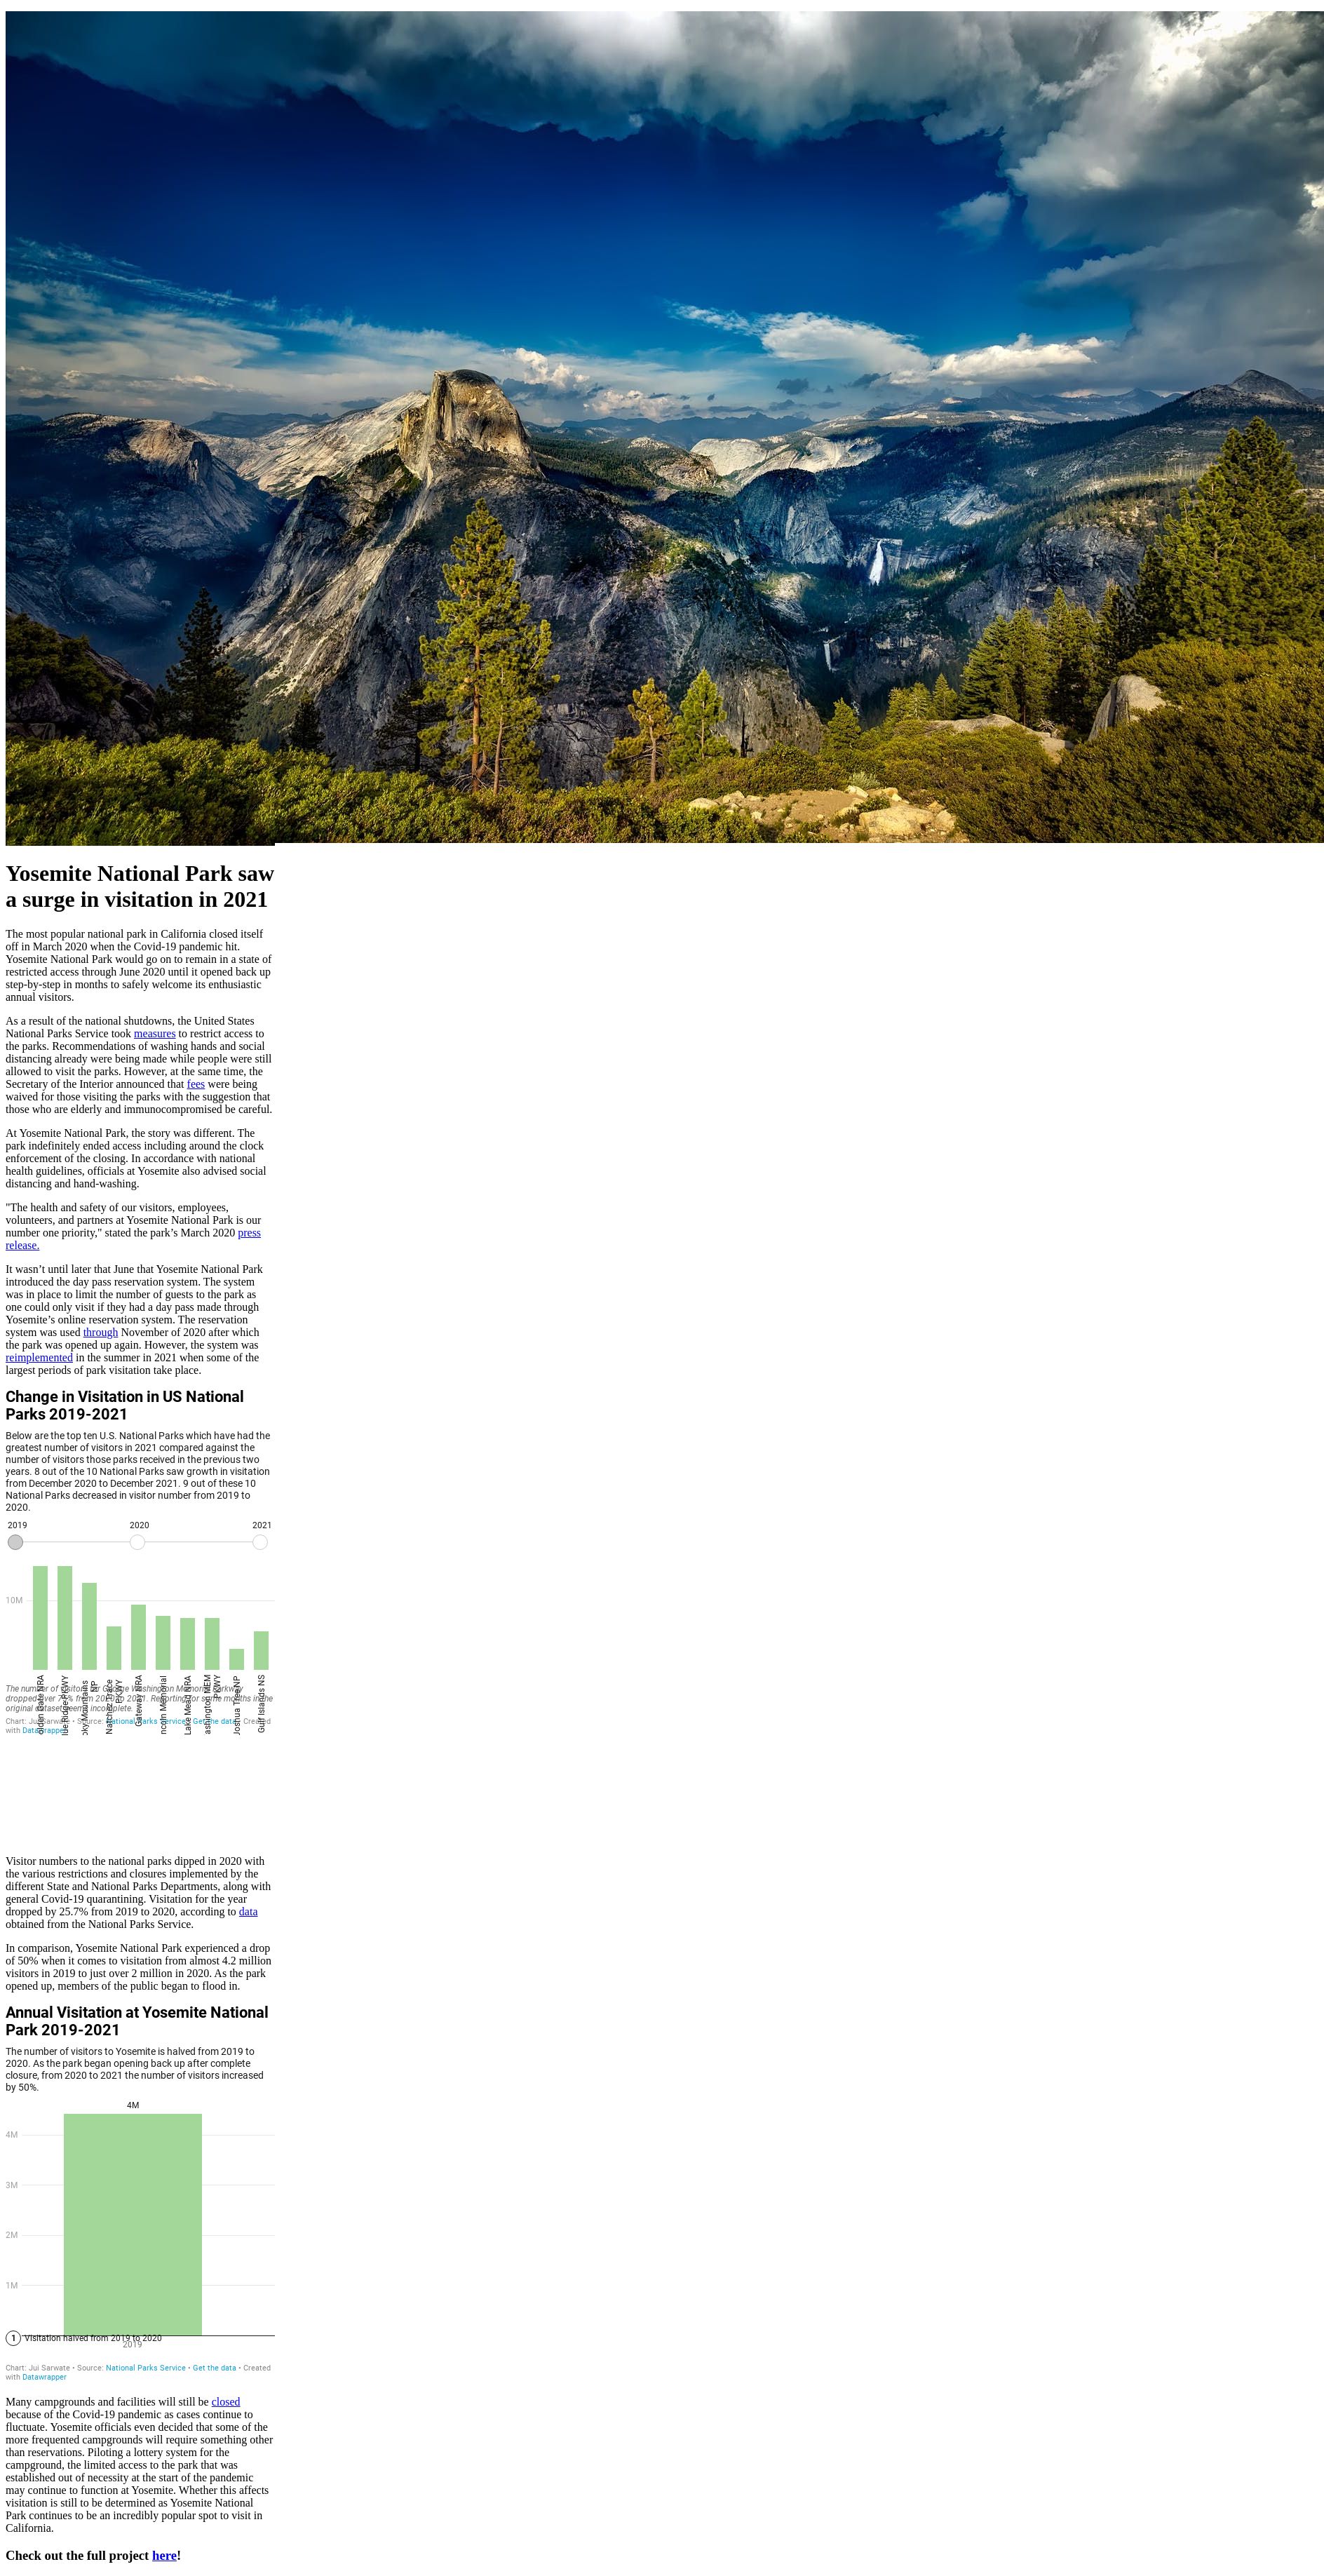 Yosemite National Park saw
a surge in visitation in 2021
The most popular national park in California closed itself
off in March 2020 when the Covid-19 pandemic hit.
Yosemite National Park would go on to remain in a state of
restricted access through June 2020 until it opened back up
step-by-step in months to safely welcome its enthusiastic
annual visitors.
As a result of the national shutdowns, the United States
National Parks Service took measures to restrict access to
the parks. Recommendations of washing hands and social
distancing already were being made while people were still
allowed to visit the parks. However, at the same time, the
Secretary of the Interior announced that fees were being
waived for those visiting the parks with the suggestion that
those who are elderly and immunocompromised be careful.
At Yosemite National Park, the story was different. The
park indefinitely ended access including around the clock
enforcement of the closing. In accordance with national
health guidelines, officials at Yosemite also advised social
distancing and hand-washing.
"The health and safety of our visitors, employees,
volunteers, and partners at Yosemite National Park is our
number one priority," stated the park’s March 2020 press
release.
It wasn’t until later that June that Yosemite National Park
introduced the day pass reservation system. The system
was in place to limit the number of guests to the park as
one could only visit if they had a day pass made through
Yosemite’s online reservation system. The reservation
system was used through November of 2020 after which
the park was opened up again. However, the system was
reimplemented in the summer in 2021 when some of the
largest periods of park visitation take place.
Change in Visitation in US National
Parks 2019-2021
Below are the top ten U.S. National Parks which have had the
greatest number of visitors in 2021 compared against the
number of visitors those parks received in the previous two
years. 8 out of the 10 National Parks saw growth in visitation
from December 2020 to December 2021. 9 out of these 10
National Parks decreased in visitor number from 2019 to
2020.
2019 2020 2021
10M
Gateway NRA
Lake Mead NRA
Joshua Tree NP
Gulf Islands NS
The number of visitors for George Washington Memorial Parkway
dropped over from 2020 to 2021. Reporting for some months in the
original dataset seems incomplete.
Chart: Jui Sarwate • Source: National Parks Service • Get the data • Created
with Datawrapper
Visitor numbers to the national parks dipped in 2020 with
the various restrictions and closures implemented by the
different State and National Parks Departments, along with
general Covid-19 quarantining. Visitation for the year
dropped by 25.7% from 2019 to 2020, according to data
obtained from the National Parks Service.
In comparison, Yosemite National Park experienced a drop
of 50% when it comes to visitation from almost 4.2 million
visitors in 2019 to just over 2 million in 2020. As the park
opened up, members of the public began to flood in.
Annual Visitation at Yosemite National
Park 2019-2021
The number of visitors to Yosemite is halved from 2019 to
2020. As the park began opening back up after complete
closure, from 2020 to 2021 the number of visitors increased
by 50%.
4M
4M
3M
2M
1M
1 Visitation halved from 2019 to 2020
2019
Chart: Jui Sarwate • Source: National Parks Service • Get the data • Created
with Datawrapper
Many campgrounds and facilities will still be closed
because of the Covid-19 pandemic as cases continue to
fluctuate. Yosemite officials even decided that some of the
more frequented campgrounds will require something other
than reservations. Piloting a lottery system for the
campground, the limited access to the park that was
established out of necessity at the start of the pandemic
may continue to function at Yosemite. Whether this affects
visitation is still to be determined as Yosemite National
Park continues to be an incredibly popular spot to visit in
California.
Check out the full project here!